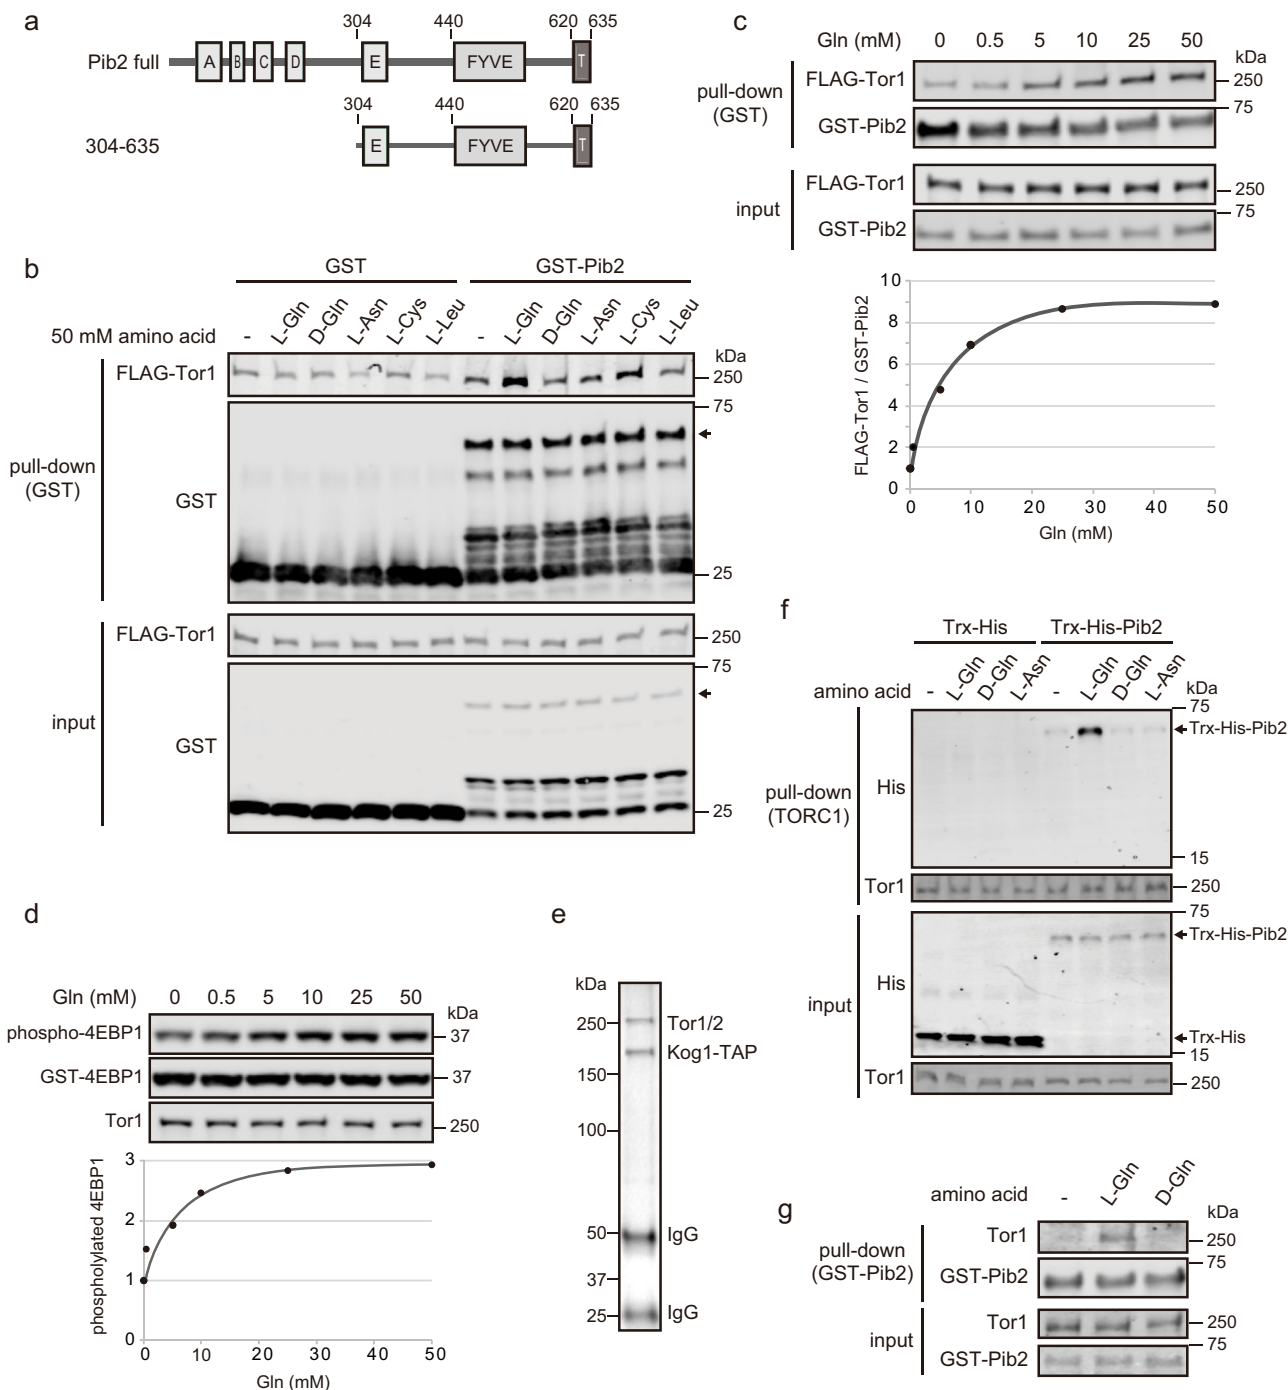 a
304 440 620 635
Pib2 full A B C D E FYVE T
304 440 620 635
304-635 E FYVE T
b
GST GST-Pib2
50 mM amino acid - L-Gln D-Gln L-Asn L-Cys L-Leu - L-Gln D-Gln L-Asn L-Cys L-Leu
kDa
pull-down
(GST)
FLAG-Tor1 250
75
GST
25
input
FLAG-Tor1 250
75
GST
25
c
Gln (mM) 0 0.5 5 10 25 50
kDa
pull-down
(GST)
FLAG-Tor1 250
75
GST-Pib2
input
FLAG-Tor1 250
75
GST-Pib2
FLAG-Tor1 / GST-Pib2
10
8
6
4
2
0
0 10 20 30 40 50
Gln (mM)
d
Gln (mM) 0 0.5 5 10 25 50
kDa
phospho-4EBP1 37
GST-4EBP1 37
Tor1 250
phospholylated 4EBP1
3
2
1
0
0 10 20 30 40 50
Gln (mM)
e
kDa
250 Tor1/2
Kog1-TAP
150
100
50 IgG
37
25 IgG
f
Trx-His Trx-His-Pib2
amino acid - L-Gln D-Gln L-Asn - L-Gln D-Gln L-Asn
kDa
75
pull-down
(TORC1)
Trx-His-Pib2
His
15
Tor1 250
75
input
Trx-His-Pib2
His
Trx-His
15
Tor1 250
g
amino acid - L-Gln D-Gln
kDa
pull-down
(GST-Pib2)
Tor1 250
75
GST-Pib2
input
Tor1 250
75
GST-Pib2